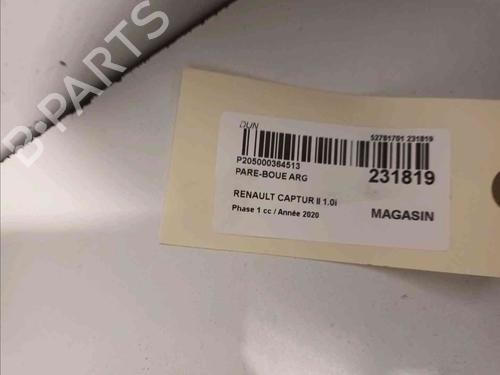 B-PARTS
DUN
52781701 231819
P205000364513
PARE-BOUE ARG
231819
RENAULT CAPTUR II 1.0i
Phase 1 cc / Année 2020
MAGASIN